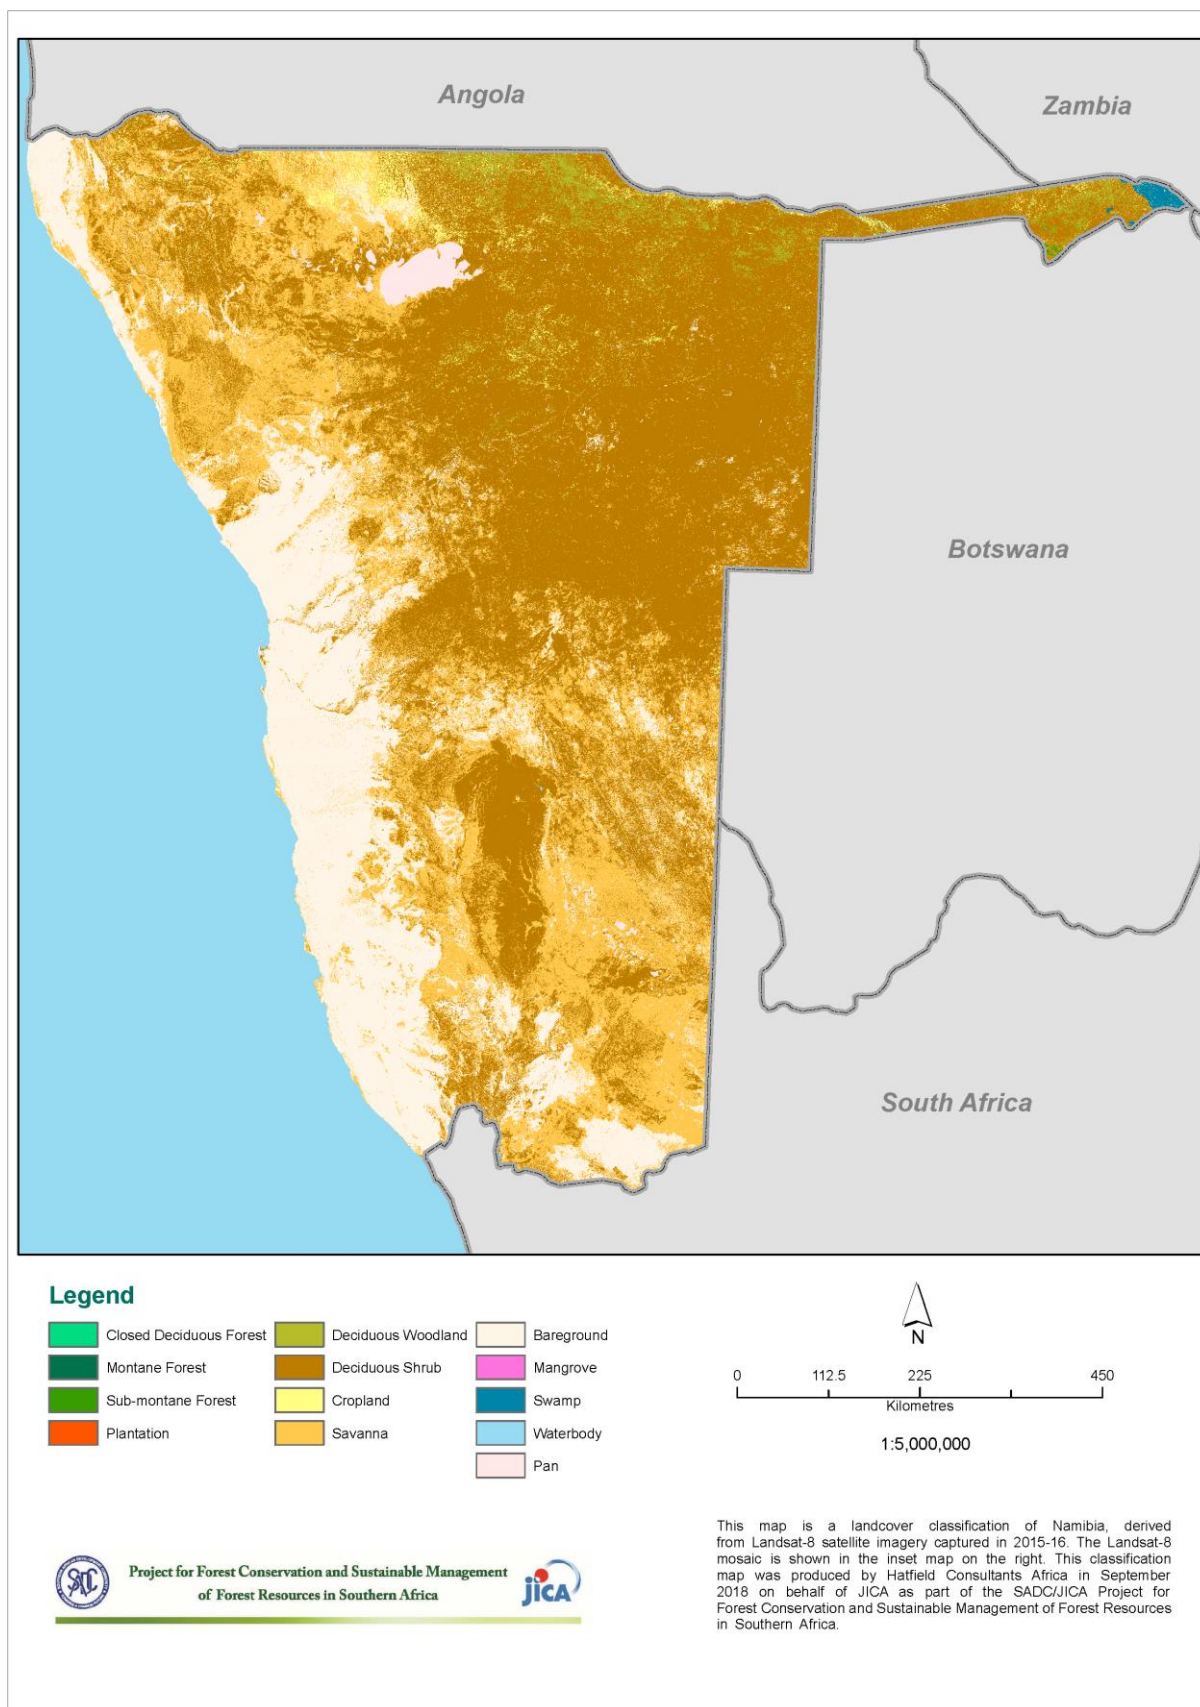 Angola
Zambia
Botswana
South Africa
Legend
Closed Deciduous Forest
Montane Forest
Sub-montane Forest
Plantation
Deciduous Woodland
Deciduous Shrub
Cropland
Savanna
Bareground
Mangrove
Swamp
Waterbody
Pan
N
0 112.5 225 450
Kilometres
1:5,000,000
This map is a landcover classification of Namibia, derived
from Landsat-8 satellite imagery captured in 2015-16. The Landsat-8
mosaic is shown in the inset map on the right. This classification
map was produced by Hatfield Consultants Africa in September
2018 on behalf of JICA as part of the SADC/JICA Project for
Forest Conservation and Sustainable Management of Forest Resources
in Southern Africa.
SADC
Project for Forest Conservation and Sustainable Management
of Forest Resources in Southern Africa
jICA